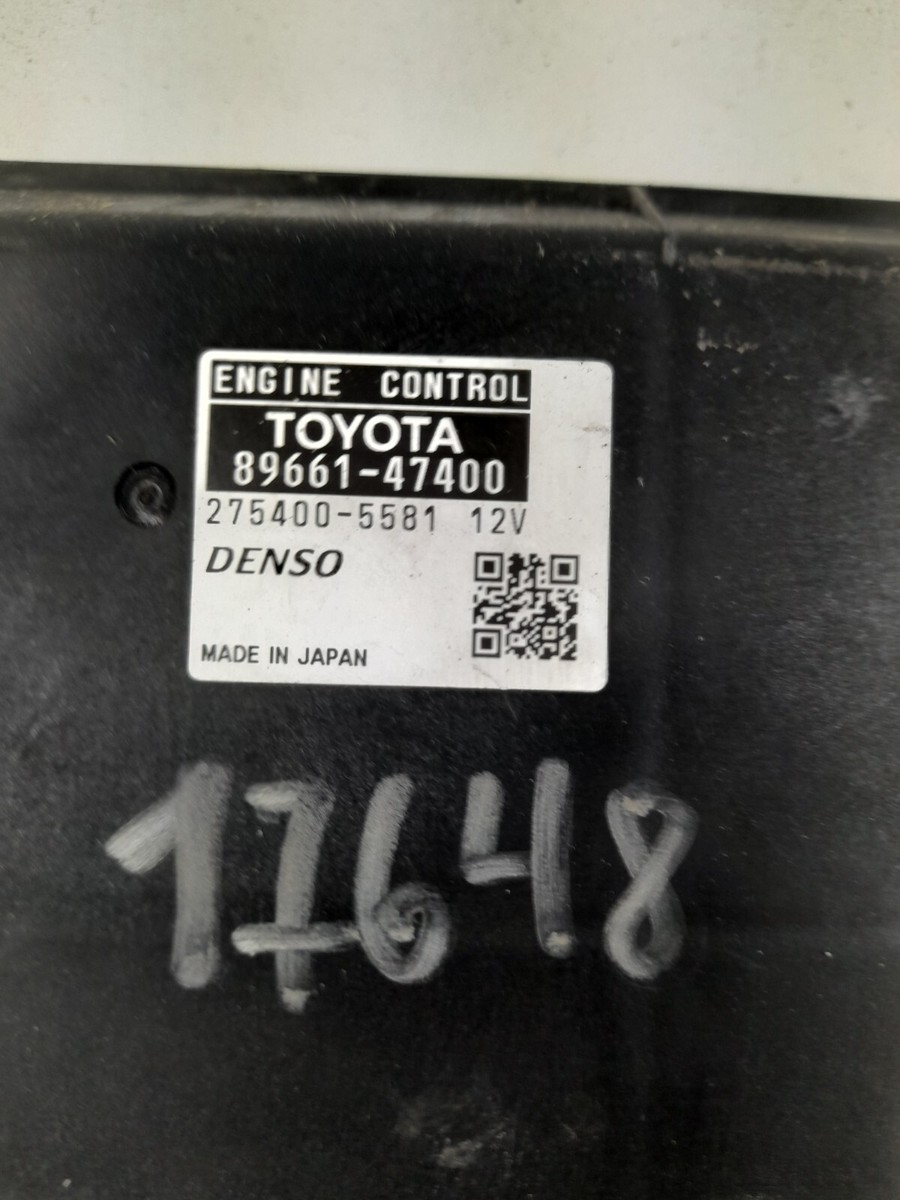 ENGINE CONTROL
TOYOTA
89661-47400
275400-5581 12V
DENSO
MADE IN JAPAN
17648